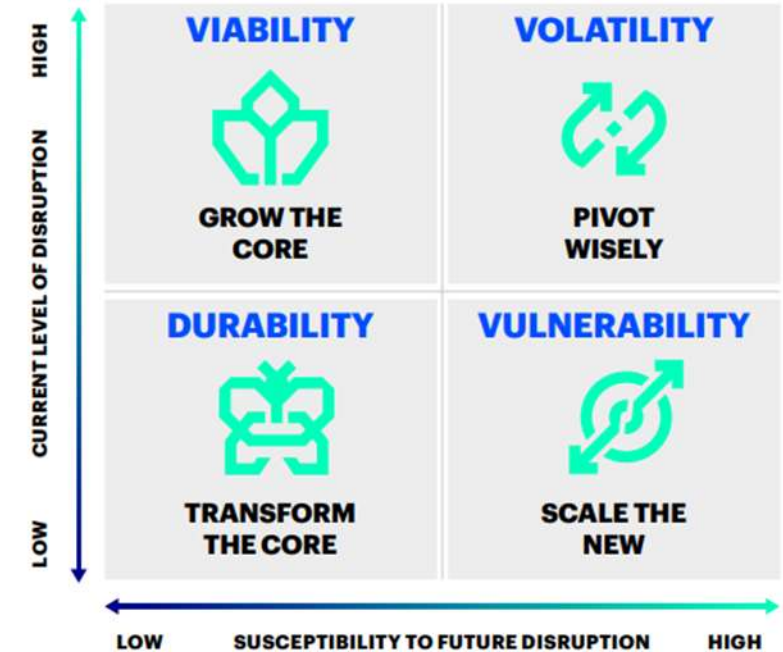 HIGH
CURRENT LEVEL OF DISRUPTION
LOW
VIABILITY
GROW THE
CORE
VOLATILITY
PIVOT
WISELY
DURABILITY
TRANSFORM
THE CORE
VULNERABILITY
SCALE THE
NEW
LOW
SUSCEPTIBILITY TO FUTURE DISRUPTION
HIGH